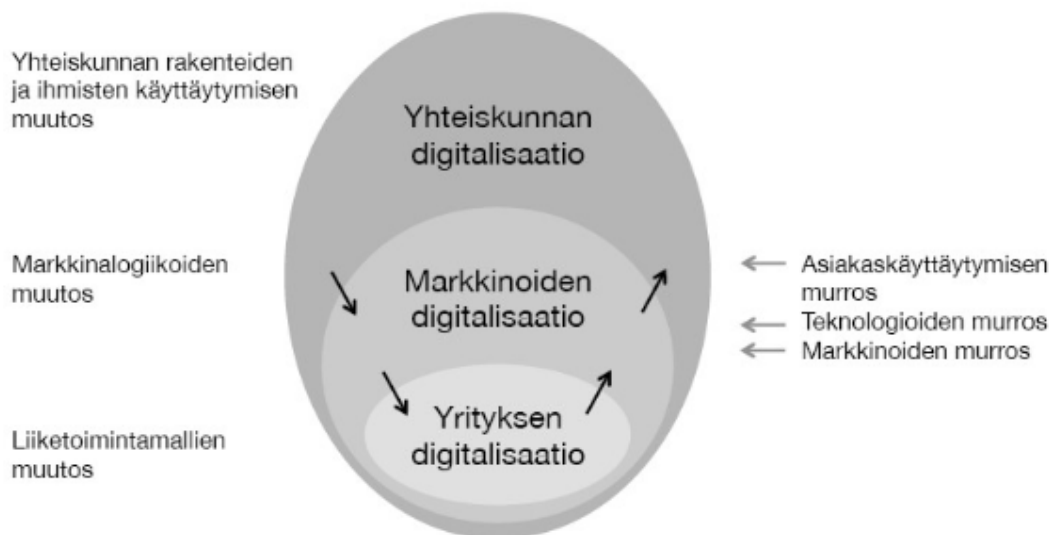 Yhteiskunnan rakenteiden
ja ihmisten käyttäytymisen
muutos
Yhteiskunnan
digitalisaatio
Markkinalogiikoiden
muutos
Markkinoiden
digitalisaatio
Asiakaskäyttäytymisen
murros
Teknologioiden murros
Markkinoiden murros
Liiketoimintamallien
muutos
Yrityksen
digitalisaatio